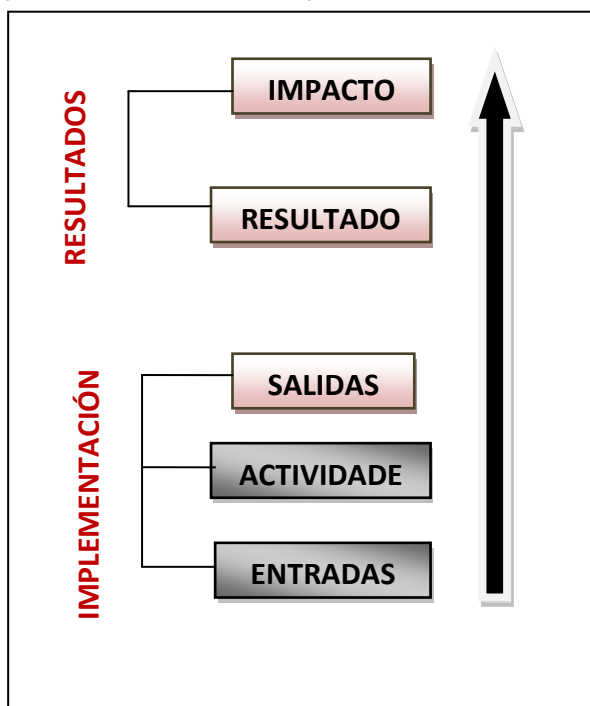 RESULTADOS
IMPACTO
RESULTADO
IMPLEMENTACIÓN
SALIDAS
ACTIVIDADE
ENTRADAS